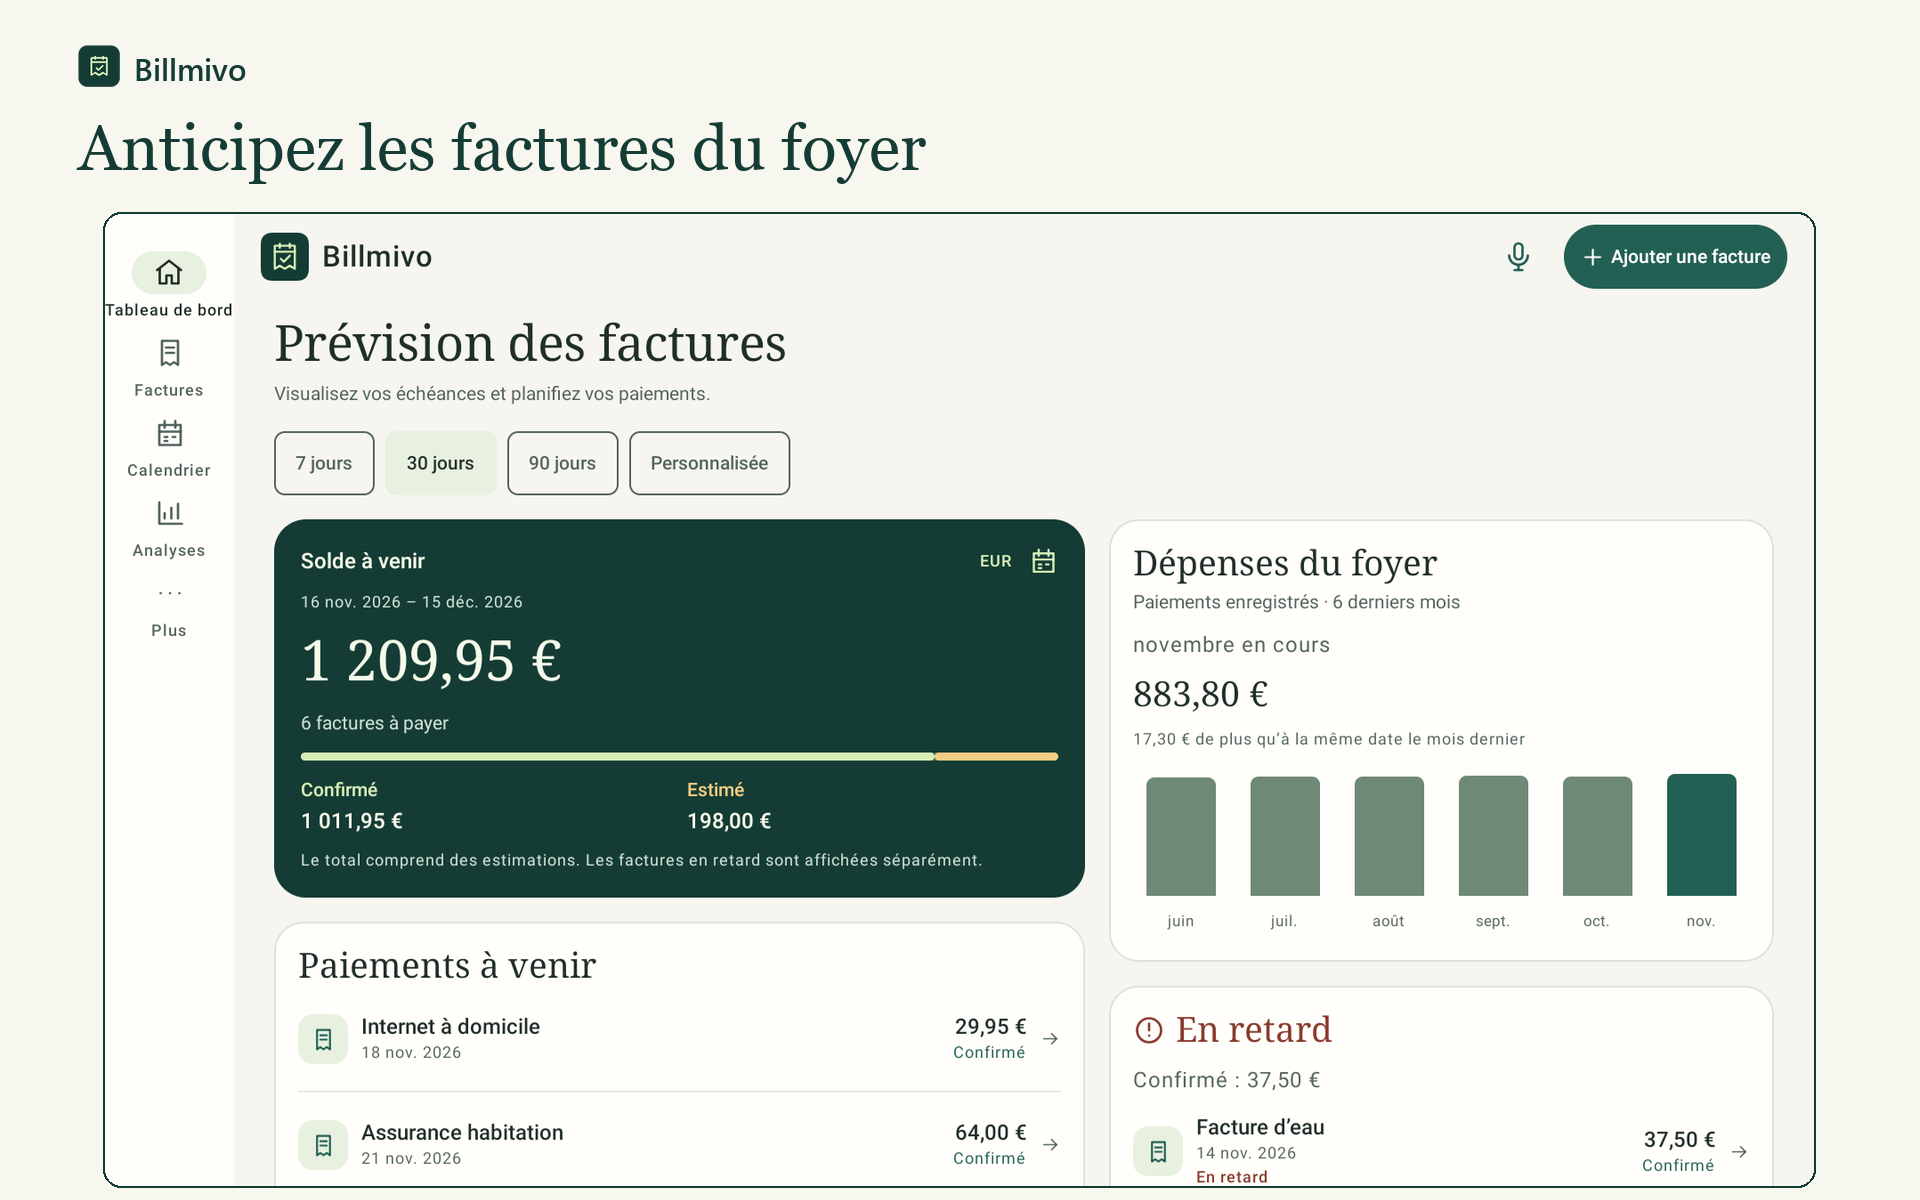 Billmivo
Anticipez les factures du foyer
Billmivo
Ajouter une facture
Tableau de bord
Factures
Calendrier
Analyses
Plus
Prévision des factures
Visualisez vos échéances et planifiez vos paiements.
7 jours
30 jours
90 jours
Personnalisée
Solde à venir
EUR
16 nov. 2026 – 15 déc. 2026
1 209,95 €
6 factures à payer
Confirmé
Estimé
1 011,95 €
198,00 €
Le total comprend des estimations. Les factures en retard sont affichées séparément.
Paiements à venir
Internet à domicile
18 nov. 2026
29,95 €
Confirmé
Assurance habitation
21 nov. 2026
64,00 €
Confirmé
Dépenses du foyer
Paiements enregistrés · 6 derniers mois
novembre en cours
883,80 €
17,30 € de plus qu’à la même date le mois dernier
juin
juil.
août
sept.
oct.
nov.
En retard
Confirmé : 37,50 €
Facture d’eau
14 nov. 2026
En retard
37,50 €
Confirmé